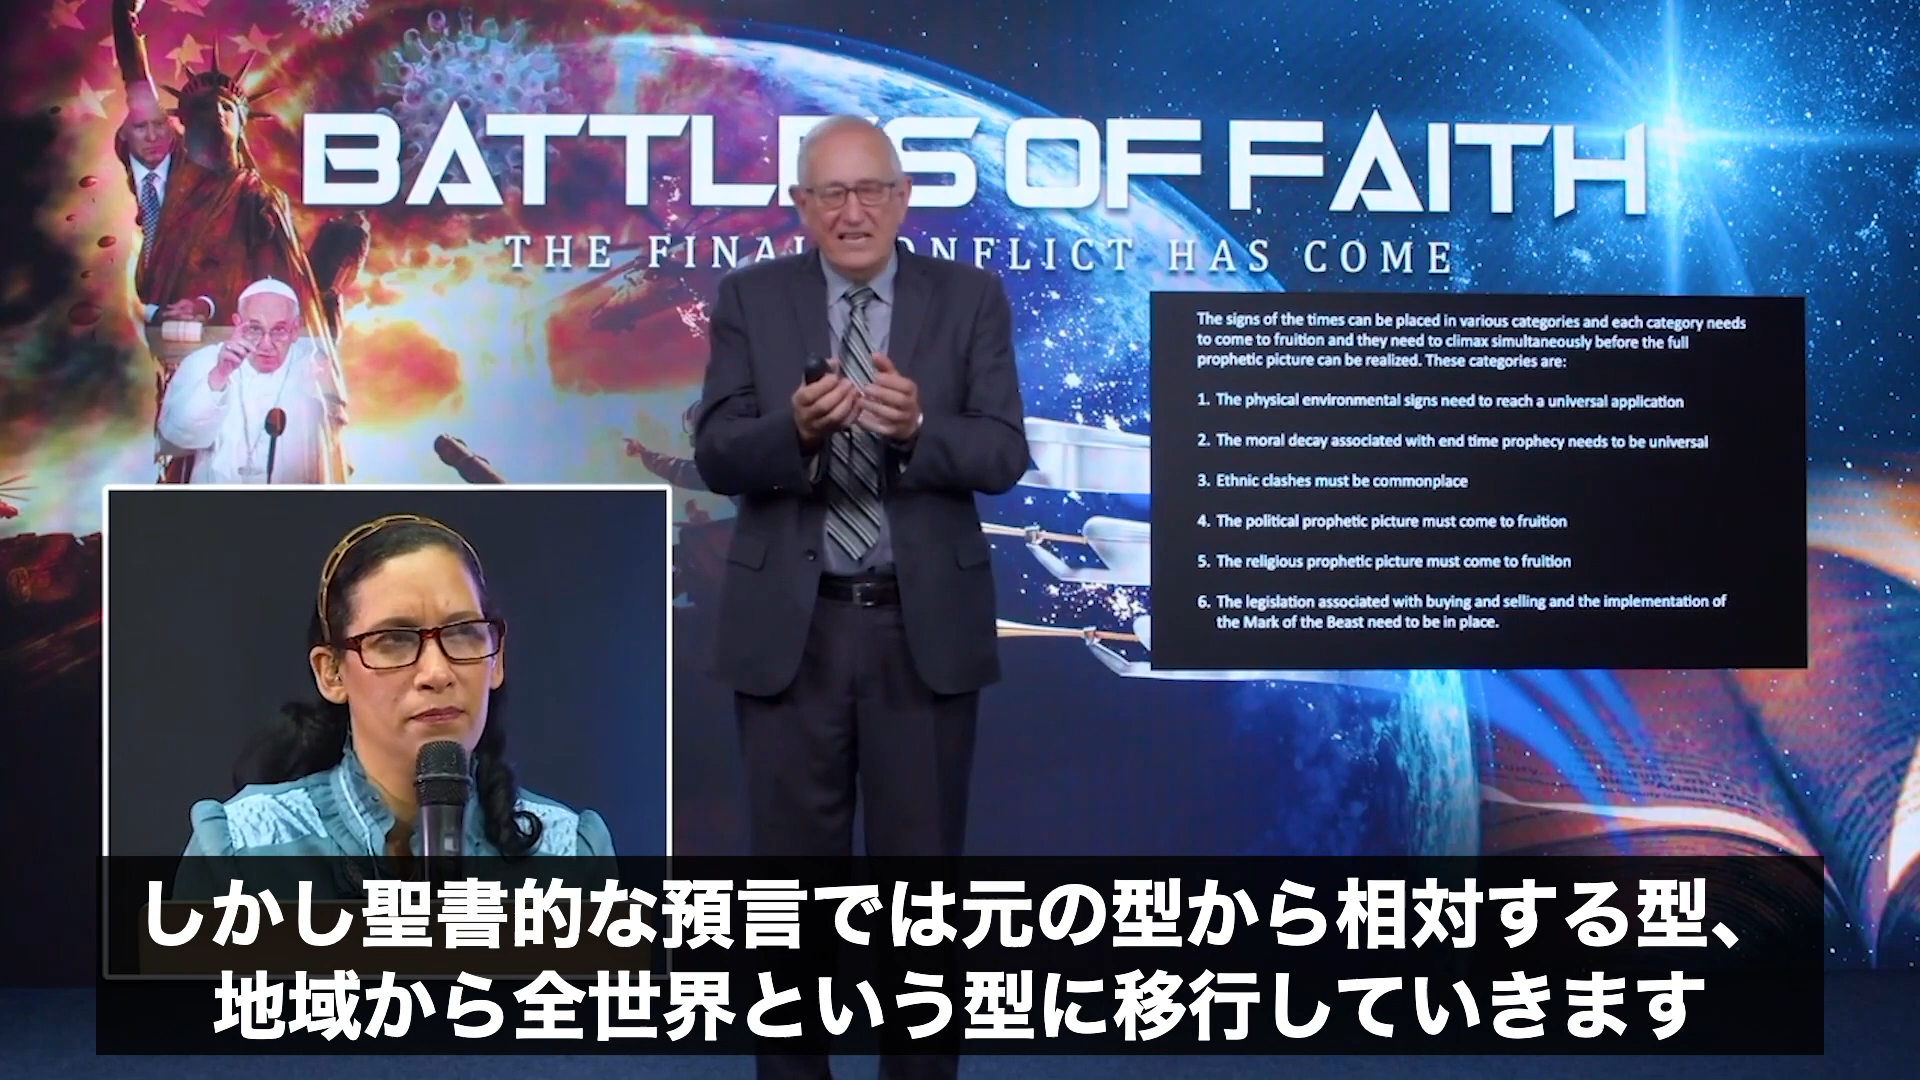 BATTLES OF FAITH
THE FINAL CONFLICT HAS COME
The signs of the times can be placed in various categories and each category needs
to come to fruition and they need to climax simultaneously before the full
prophetic picture can be realized. These categories are:
1. The physical environmental signs need to reach a universal application
2. The moral decay associated with end time prophecy needs to be universal
3. Ethnic clashes must be commonplace
4. The political prophetic picture must come to fruition
5. The religious prophetic picture must come to fruition
6. The legislation associated with buying and selling and the implementation of
the Mark of the Beast need to be in place.
しかし聖書的な預言では元の型から相対する型、
地域から全世界という型に移行していきます